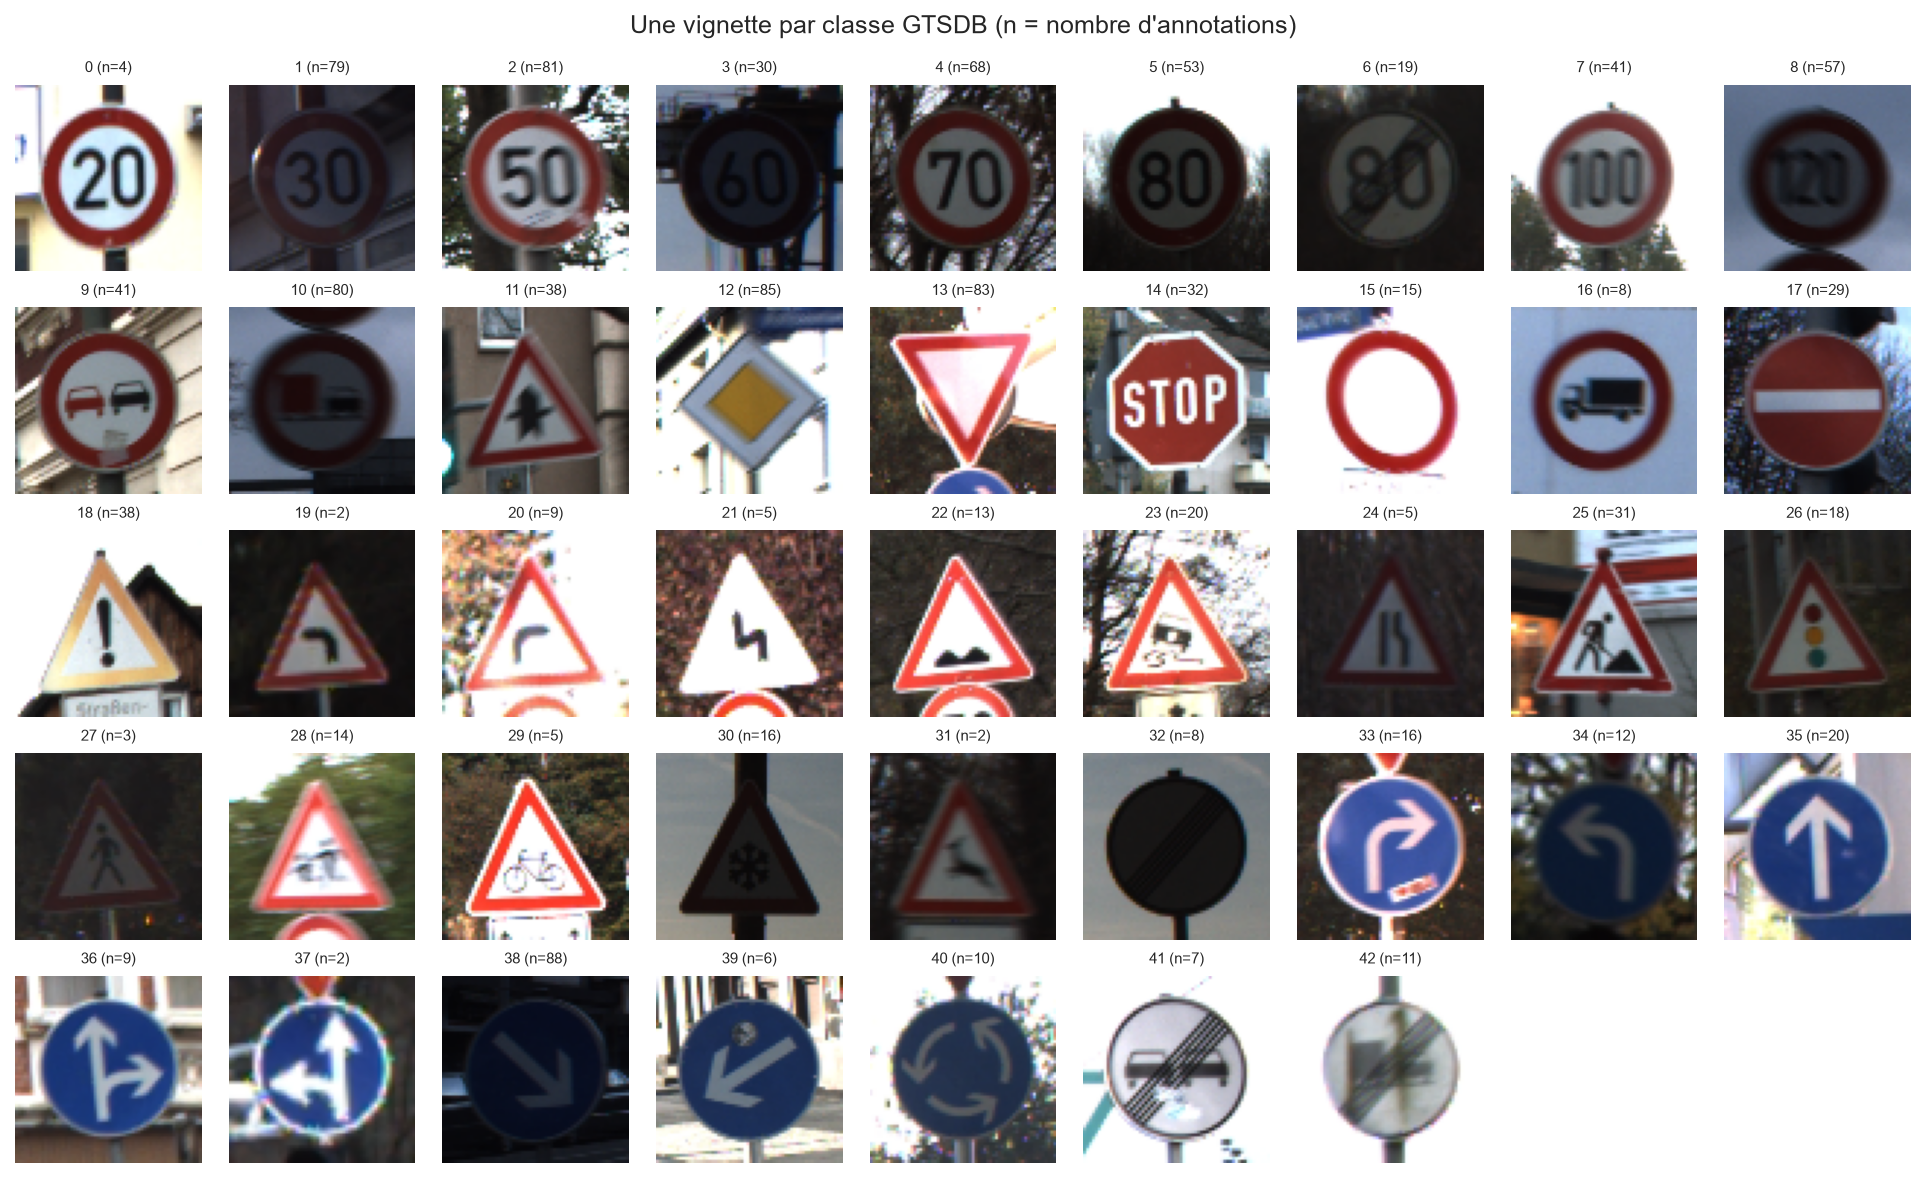 Une vignette par classe GTSDB (n = nombre d'annotations)
0 (n=4)
1 (n=79)
2 (n=81)
3 (n=30)
4 (n=68)
5 (n=53)
6 (n=19)
7 (n=41)
8 (n=57)
20
30
50
60
70
80
80
100
120
9 (n=41)
10 (n=80)
11 (n=38)
12 (n=85)
13 (n=83)
14 (n=32)
15 (n=15)
16 (n=8)
17 (n=29)
STOP
18 (n=38)
19 (n=2)
20 (n=9)
21 (n=5)
22 (n=13)
23 (n=20)
24 (n=5)
25 (n=31)
26 (n=18)
Straßen-
27 (n=3)
28 (n=14)
29 (n=5)
30 (n=16)
31 (n=2)
32 (n=8)
33 (n=16)
34 (n=12)
35 (n=20)
36 (n=9)
37 (n=2)
38 (n=88)
39 (n=6)
40 (n=10)
41 (n=7)
42 (n=11)